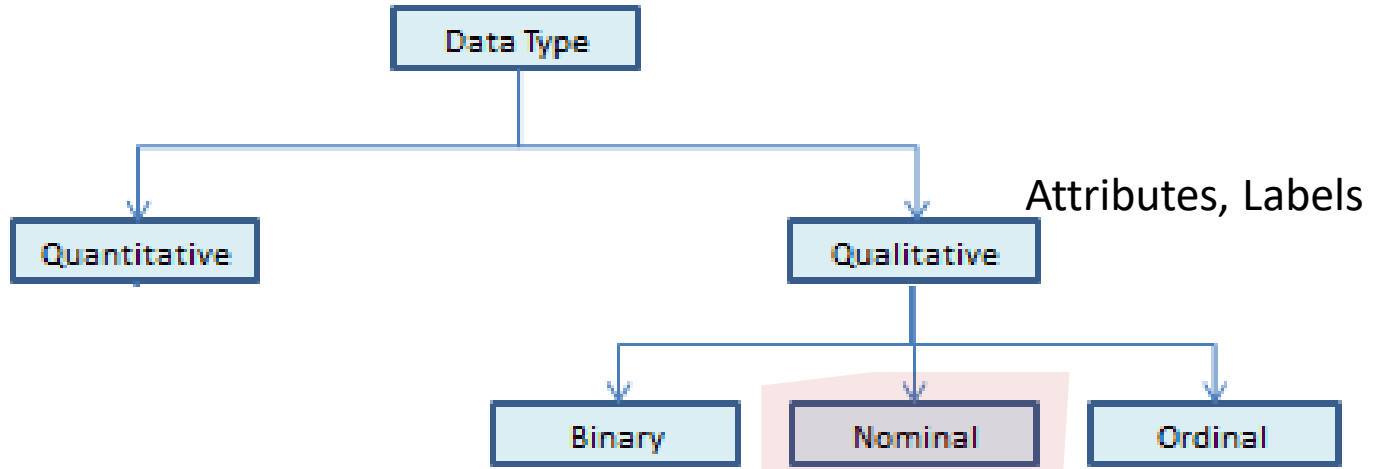 Data Type
Attributes, Labels
Quantitative
Qualitative
Binary
Nominal
Ordinal